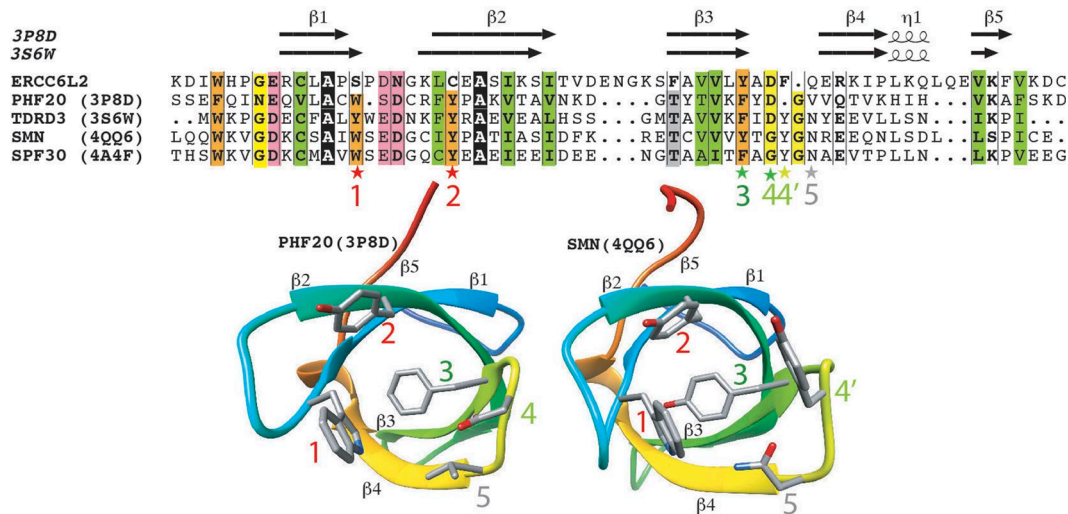 β1 β2 β3 β4 η1 β5
3P8D
3S6W
ERCC6L2 KDIWHPGERCLAPSPDNGKLCEASIKSITVDENGKSFAVVLYADF.QERKIPLKQLQEVKPVKDC
PHF20 (3P8D) SSEFQINEQVLACW.SDCRFYPAKVTAVNKD...GTYTVKFYD.GVVQTVKHIH...VKAFSKD
TDRD3 (3S6W) ..MWKPGDECFALYWEDNKFYRAEVEALHSS...GMTAVVKFIDYGNYEEVLLSNI...IKPI..
SMN (4QQ6) LQQWKVGDKCSAIWSEDGCIYPATIASIDFK...RETCVVVYTGYGNREEQNLSDL...LSPICE.
SPF30 (4A4F) THSWKVGDKCMAVWSEDGQCYEAEIEEIDEE...NGTAAITFAGYGNAEVTPLLN...LKPVEEG
1 2 3 4 4' 5
PHF20(3P8D)
β5
β2
β1
2
3
4
β3
1
β4
5
SMN(4QQ6)
β5
β2
β1
2
3
4'
1
β3
β4
5